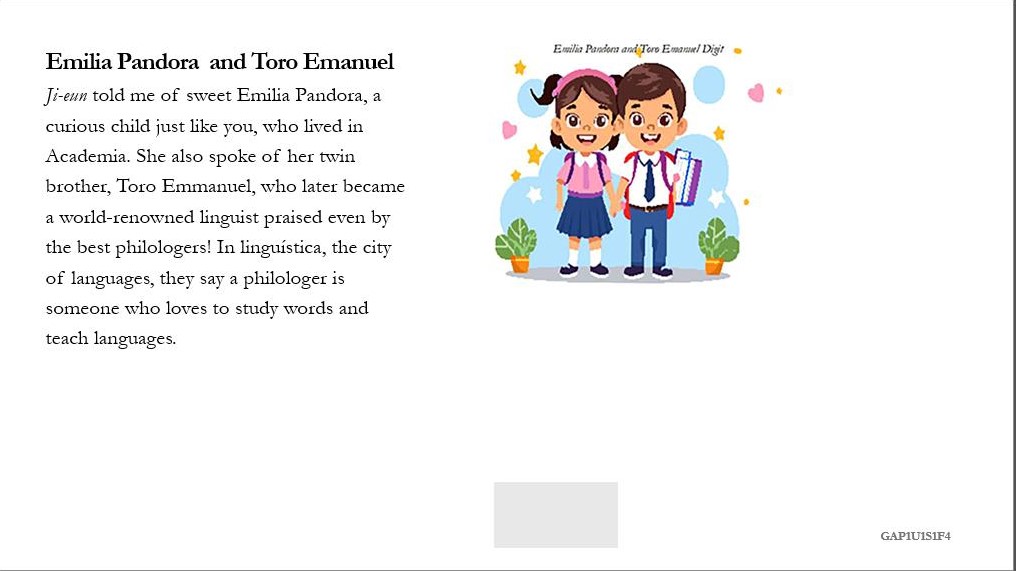 Emilia Pandora and Toro Emanuel
Ji-eun told me of sweet Emilia Pandora, a
curious child just like you, who lived in
Academia. She also spoke of her twin
brother, Toro Emmanuel, who later became
a world-renowned linguist praised even by
the best philologers! In linguística, the city
of languages, they say a philologer is
someone who loves to study words and
teach languages.
Emilia Pandora and Toro Emanuel Digit
GAP1U1S1F4